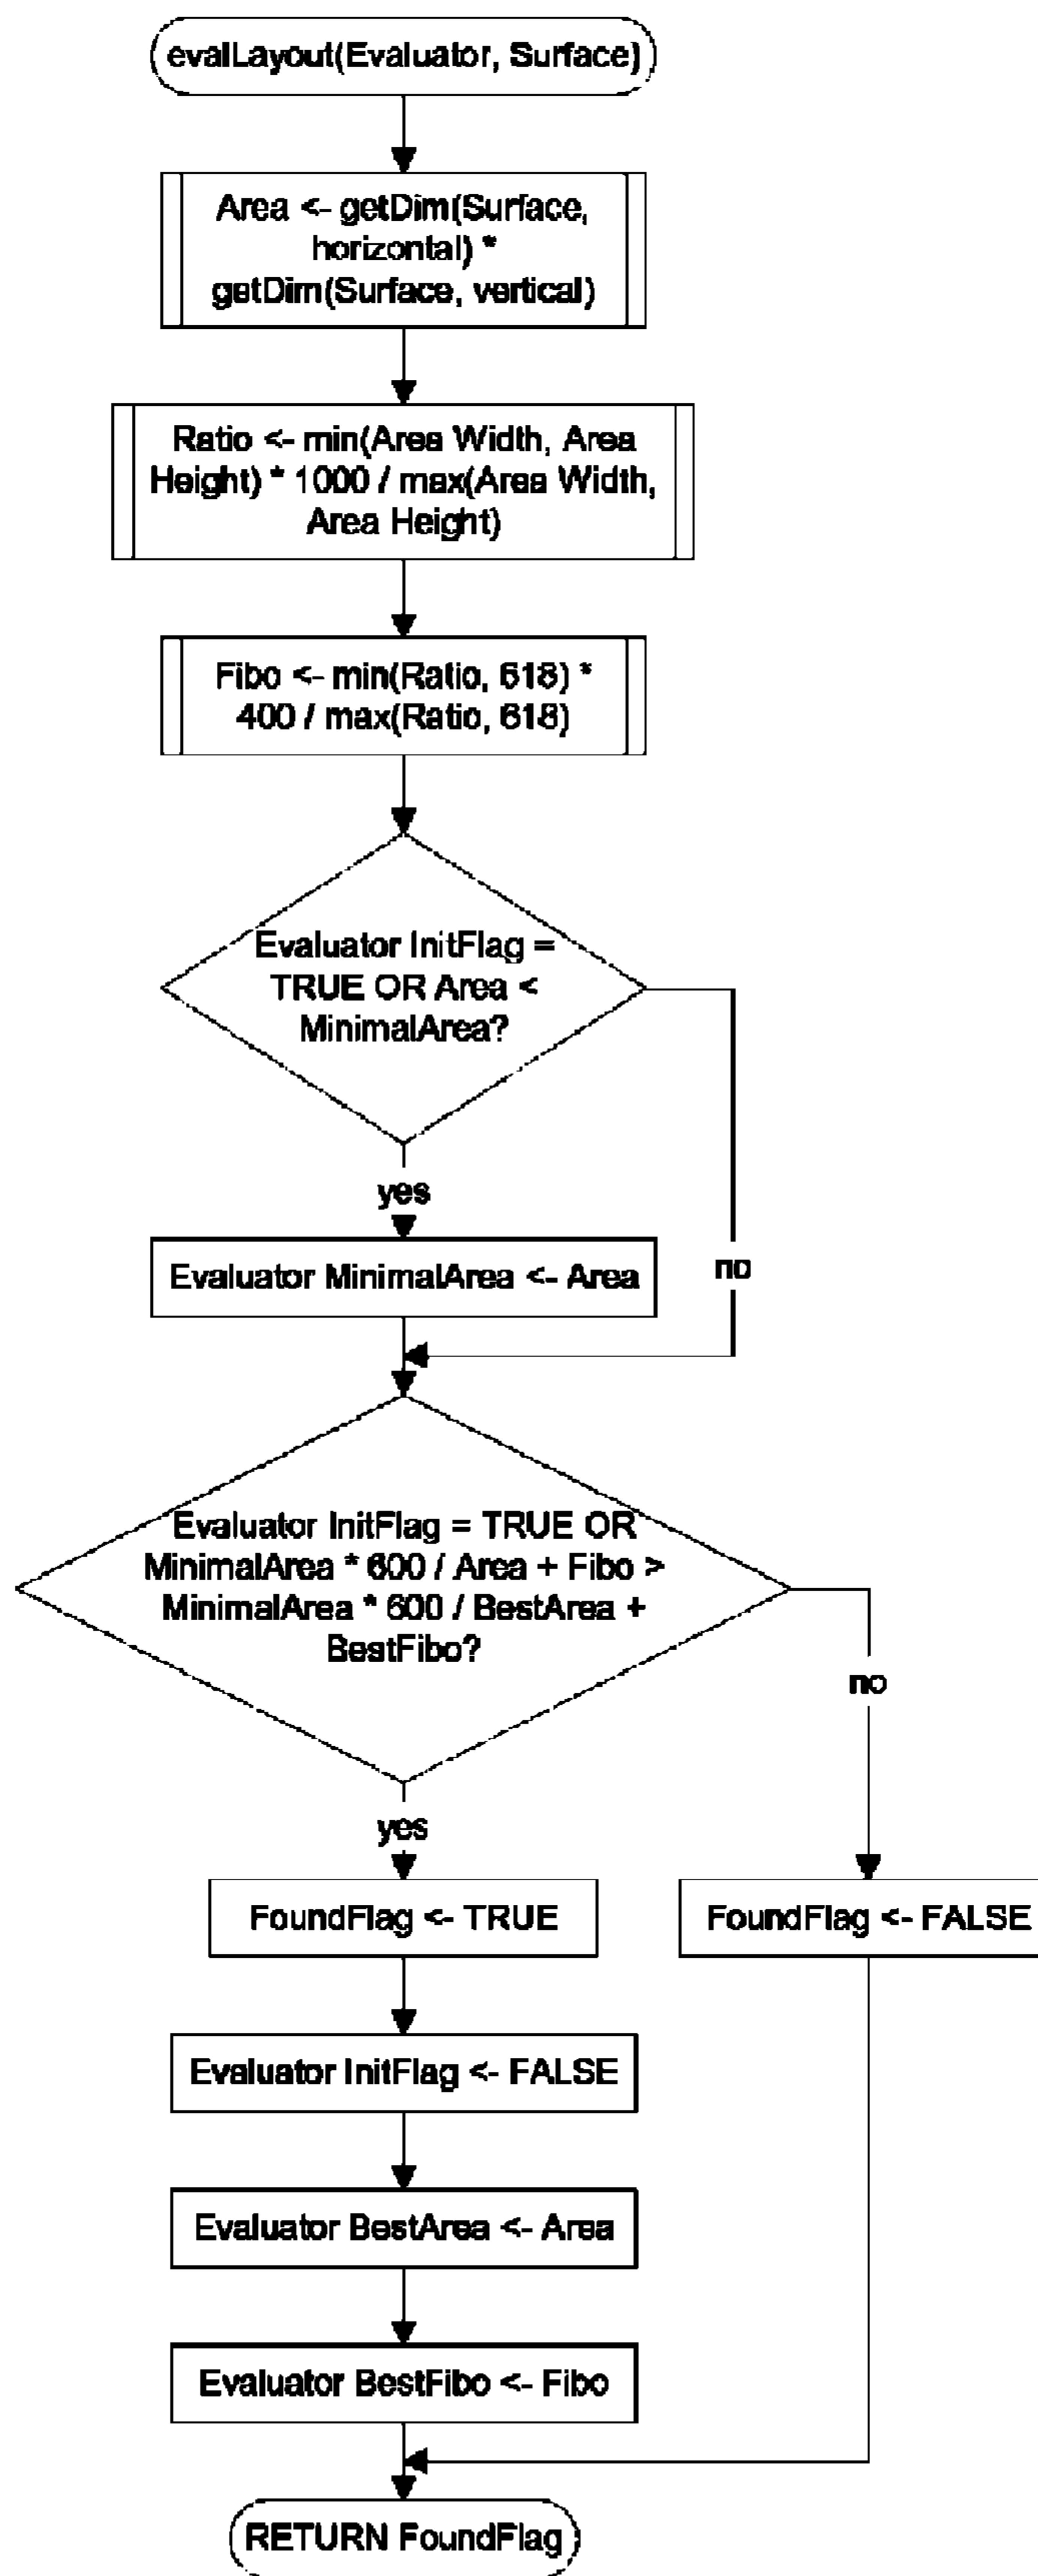 evalLayout(Evaluator, Surface)
Area <- getDim(Surface,
horizontal) *
getDim(Surface, vertical)
Ratio <- min(Area Width, Area
Height) * 1000 / max(Area Width,
Area Height)
Fibo <- min(Ratio, 618) *
400 / max(Ratio, 618)
Evaluator InitFlag =
TRUE OR Area <
MinimalArea?
yes
Evaluator MinimalArea <- Area
no
Evaluator InitFlag = TRUE OR
MinimalArea * 600 / Area + Fibo >
MinimalArea * 600 / BestArea +
BestFibo?
no
yes
FoundFlag <- TRUE
FoundFlag <- FALSE
Evaluator InitFlag <- FALSE
Evaluator BestArea <- Area
Evaluator BestFibo <- Fibo
RETURN FoundFlag